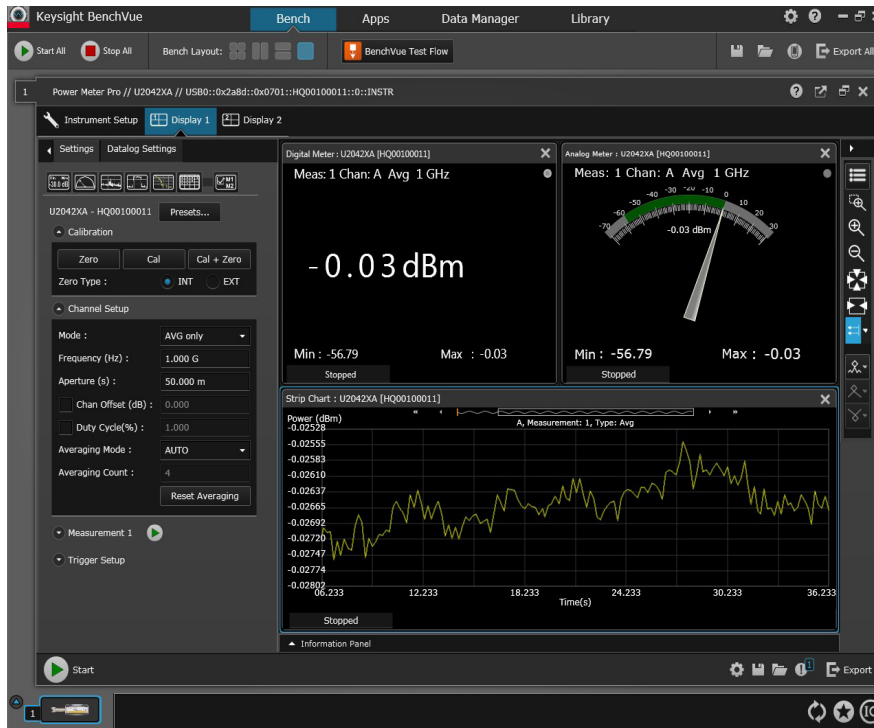 Keysight BenchVue
Bench
Apps
Data Manager
Library
Start All
Stop All
Bench Layout:
BenchVue Test Flow
Export All
1
Power Meter Pro // U2042XA // USB0::0x2a8d::0x0701::HQ00100011::0::INSTR
Instrument Setup
Display 1
Display 2
Settings
Datalog Settings
M1
M2
U2042XA - HQ00100011
Presets...
Calibration
Zero
Cal
Cal + Zero
Zero Type :
INT
EXT
Channel Setup
Mode :
AVG only
Frequency (Hz) :
1.000 G
Aperture (s) :
50.000 m
Chan Offset (dB) :
0.000
Duty Cycle(%) :
1.000
Averaging Mode :
AUTO
Averaging Count :
4
Reset Averaging
Measurement 1
Trigger Setup
Digital Meter : U2042XA [HQ00100011]
Meas: 1 Chan: A Avg 1 GHz
-0.03 dBm
Min : -56.79
Max : -0.03
Stopped
Analog Meter : U2042XA [HQ00100011]
Meas: 1 Chan: A Avg 1 GHz
-70
-60
-50
-40
-30
-20
-10
0
10
20
30
-0.03 dBm
Min : -56.79
Max : -0.03
Stopped
Strip Chart : U2042XA [HQ00100011]
Power (dBm)
A, Measurement: 1, Type: Avg
-0.02528
-0.02555
-0.02583
-0.02610
-0.02637
-0.02665
-0.02692
-0.02720
-0.02747
-0.02774
-0.02802
06.233
12.233
18.233
24.233
30.233
36.233
Time(s)
Stopped
Information Panel
Start
1
Export
1